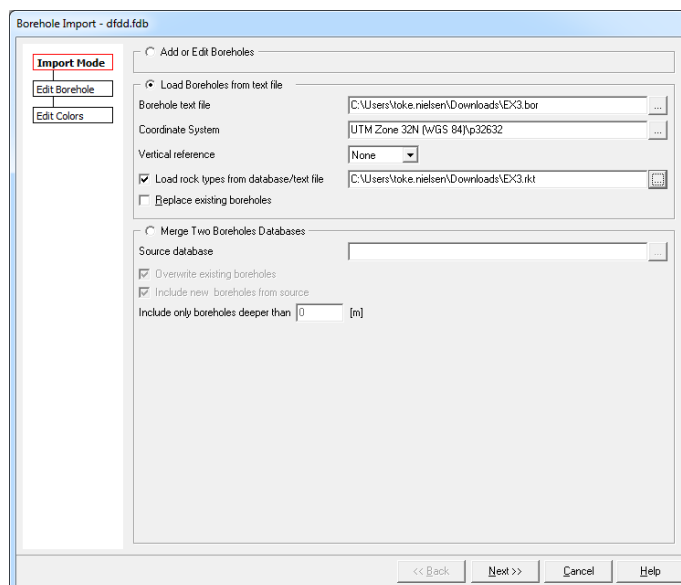 Borehole Import - dfdd.fdb
Import Mode
Edit Borehole
Edit Colors
Add or Edit Boreholes
Load Boreholes from text file
Borehole text file C:\Users\toke.nielsen\Downloads\EX3.bor ...
Coordinate System UTM Zone 32N (WGS 84)\p32632 ...
Vertical reference None
Load rock types from database/text file C:\Users\toke.nielsen\Downloads\EX3.rkt ...
Replace existing boreholes
Merge Two Boreholes Databases
Source database ...
Overwrite existing boreholes
Include new boreholes from source
Include only boreholes deeper than 0 [m]
<< Back Next >> Cancel Help